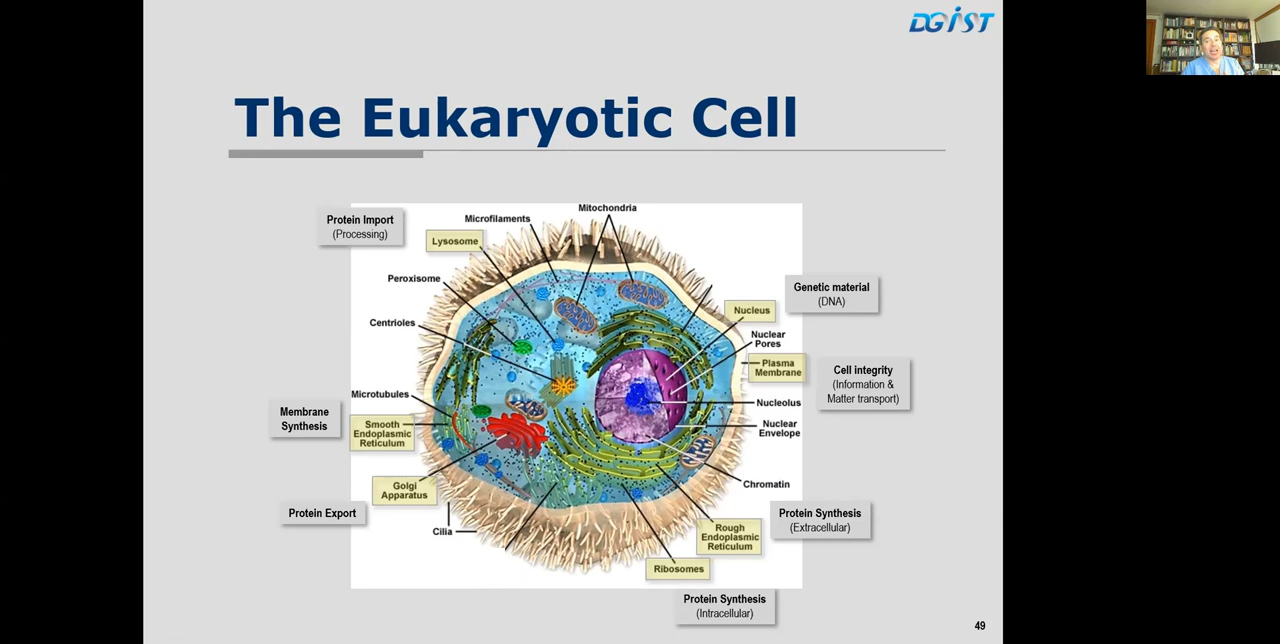 DGIST
The Eukaryotic Cell
Protein Import
(Processing)
Microfilaments
Mitochondria
Lysosome
Peroxisome
Centrioles
Genetic material
(DNA)
Nucleus
Nuclear
Pores
Plasma
Membrane
Cell integrity
(Information &
Matter transport)
Microtubules
Nucleolus
Membrane
Synthesis
Smooth
Endoplasmic
Reticulum
Nuclear
Envelope
Golgi
Apparatus
Chromatin
Protein Export
Cilia
Rough
Endoplasmic
Reticulum
Protein Synthesis
(Extracellular)
Ribosomes
Protein Synthesis
(Intracellular)
49